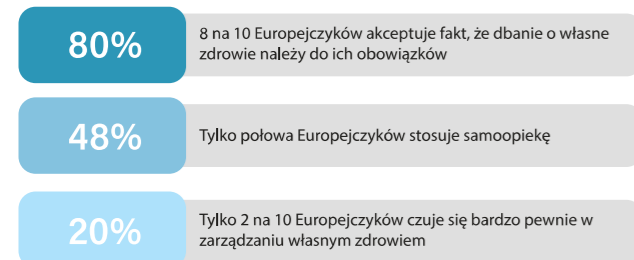 80%
8 na 10 Europejczyków akceptuje fakt, że dbanie o własne
zdrowie należy do ich obowiązków
48%
Tylko połowa Europejczyków stosuje samoopiekę
20%
Tylko 2 na 10 Europejczyków czuje się bardzo pewnie w
zarządzaniu własnym zdrowiem